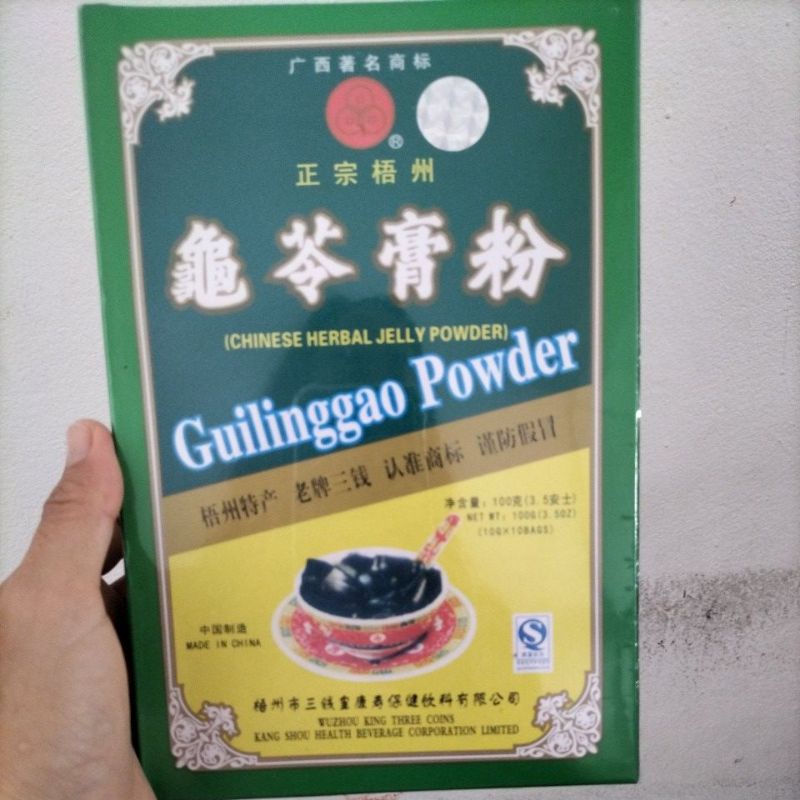 广西著名商标
®
正宗梧州
龜苓膏粉
(CHINESE HERBAL JELLY POWDER)
Guilinggao Powder
梧州特产 老牌三钱 认准商标 谨防假冒
净含量: 100克(3.5安士)
NET WT: 100G(3.5OZ)
(10G×10BAGS)
中国制造
MADE IN CHINA
梧州市三钱皇康寿保健饮料有限公司
WUZHOU KING THREE COINS
KANG SHOU HEALTH BEVERAGE CORPORATION LIMITED